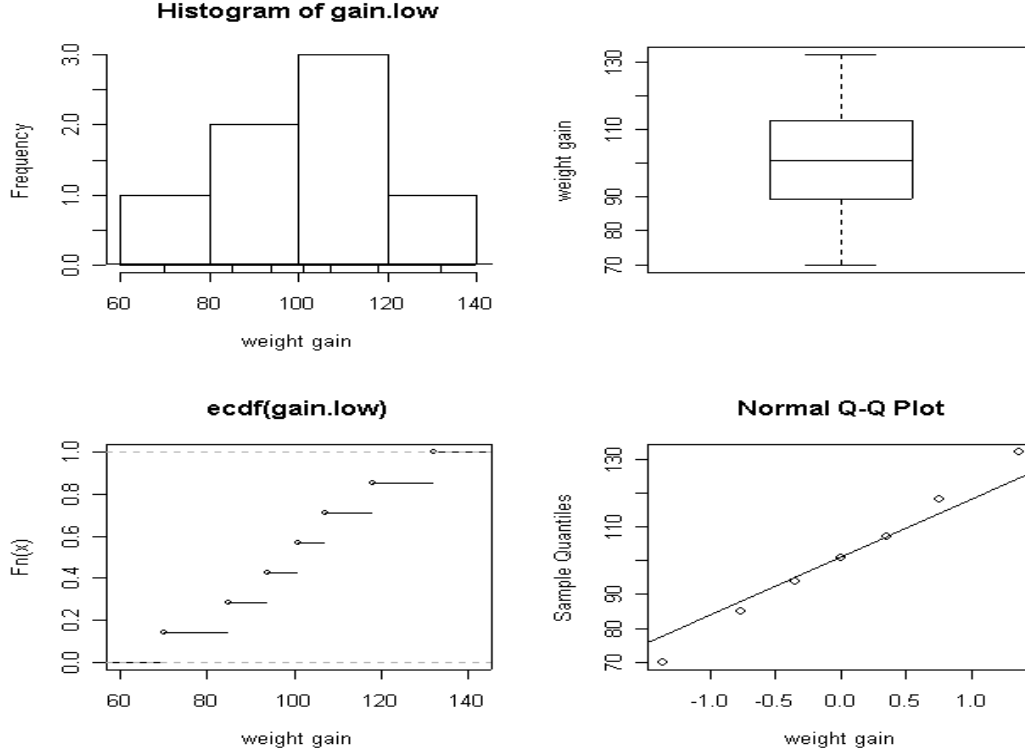 Histogram of gain.low
Frequency
0.0 1.0 2.0 3.0
60 80 100 120 140
weight gain
weight gain
70 80 90 110 130
ecdf(gain.low)
Fn(x)
0.0 0.2 0.4 0.6 0.8 1.0
60 80 100 120 140
weight gain
Normal Q-Q Plot
Sample Quantiles
70 80 90 110 130
-1.0 -0.5 0.0 0.5 1.0
weight gain